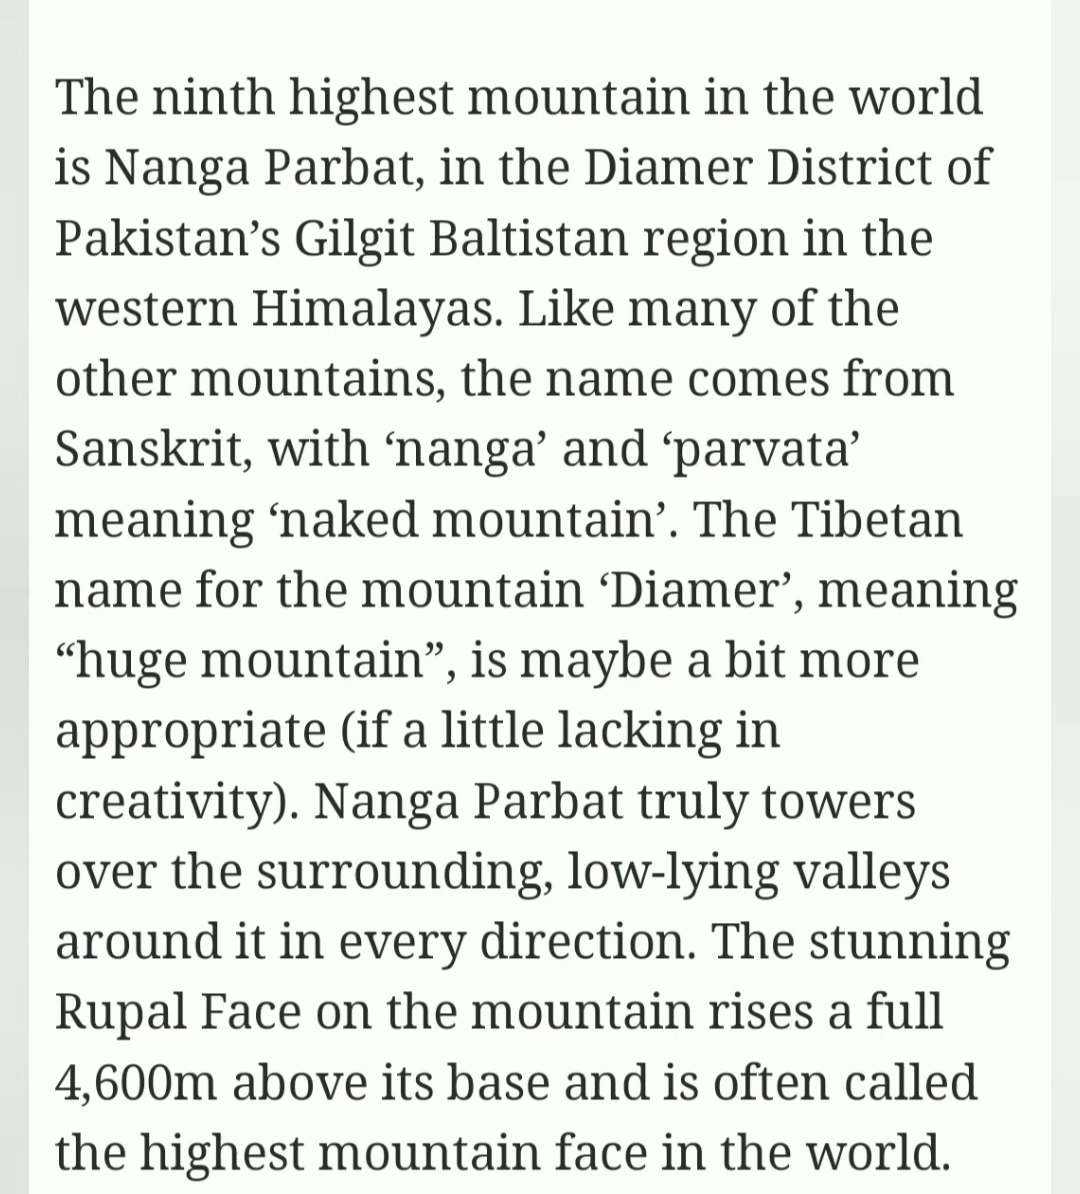 The ninth highest mountain in the world
is Nanga Parbat, in the Diamer District of
Pakistan’s Gilgit Baltistan region in the
western Himalayas. Like many of the
other mountains, the name comes from
Sanskrit, with ‘nanga’ and ‘parvata’
meaning ‘naked mountain’. The Tibetan
name for the mountain ‘Diamer’, meaning
“huge mountain”, is maybe a bit more
appropriate (if a little lacking in
creativity). Nanga Parbat truly towers
over the surrounding, low-lying valleys
around it in every direction. The stunning
Rupal Face on the mountain rises a full
4,600m above its base and is often called
the highest mountain face in the world.